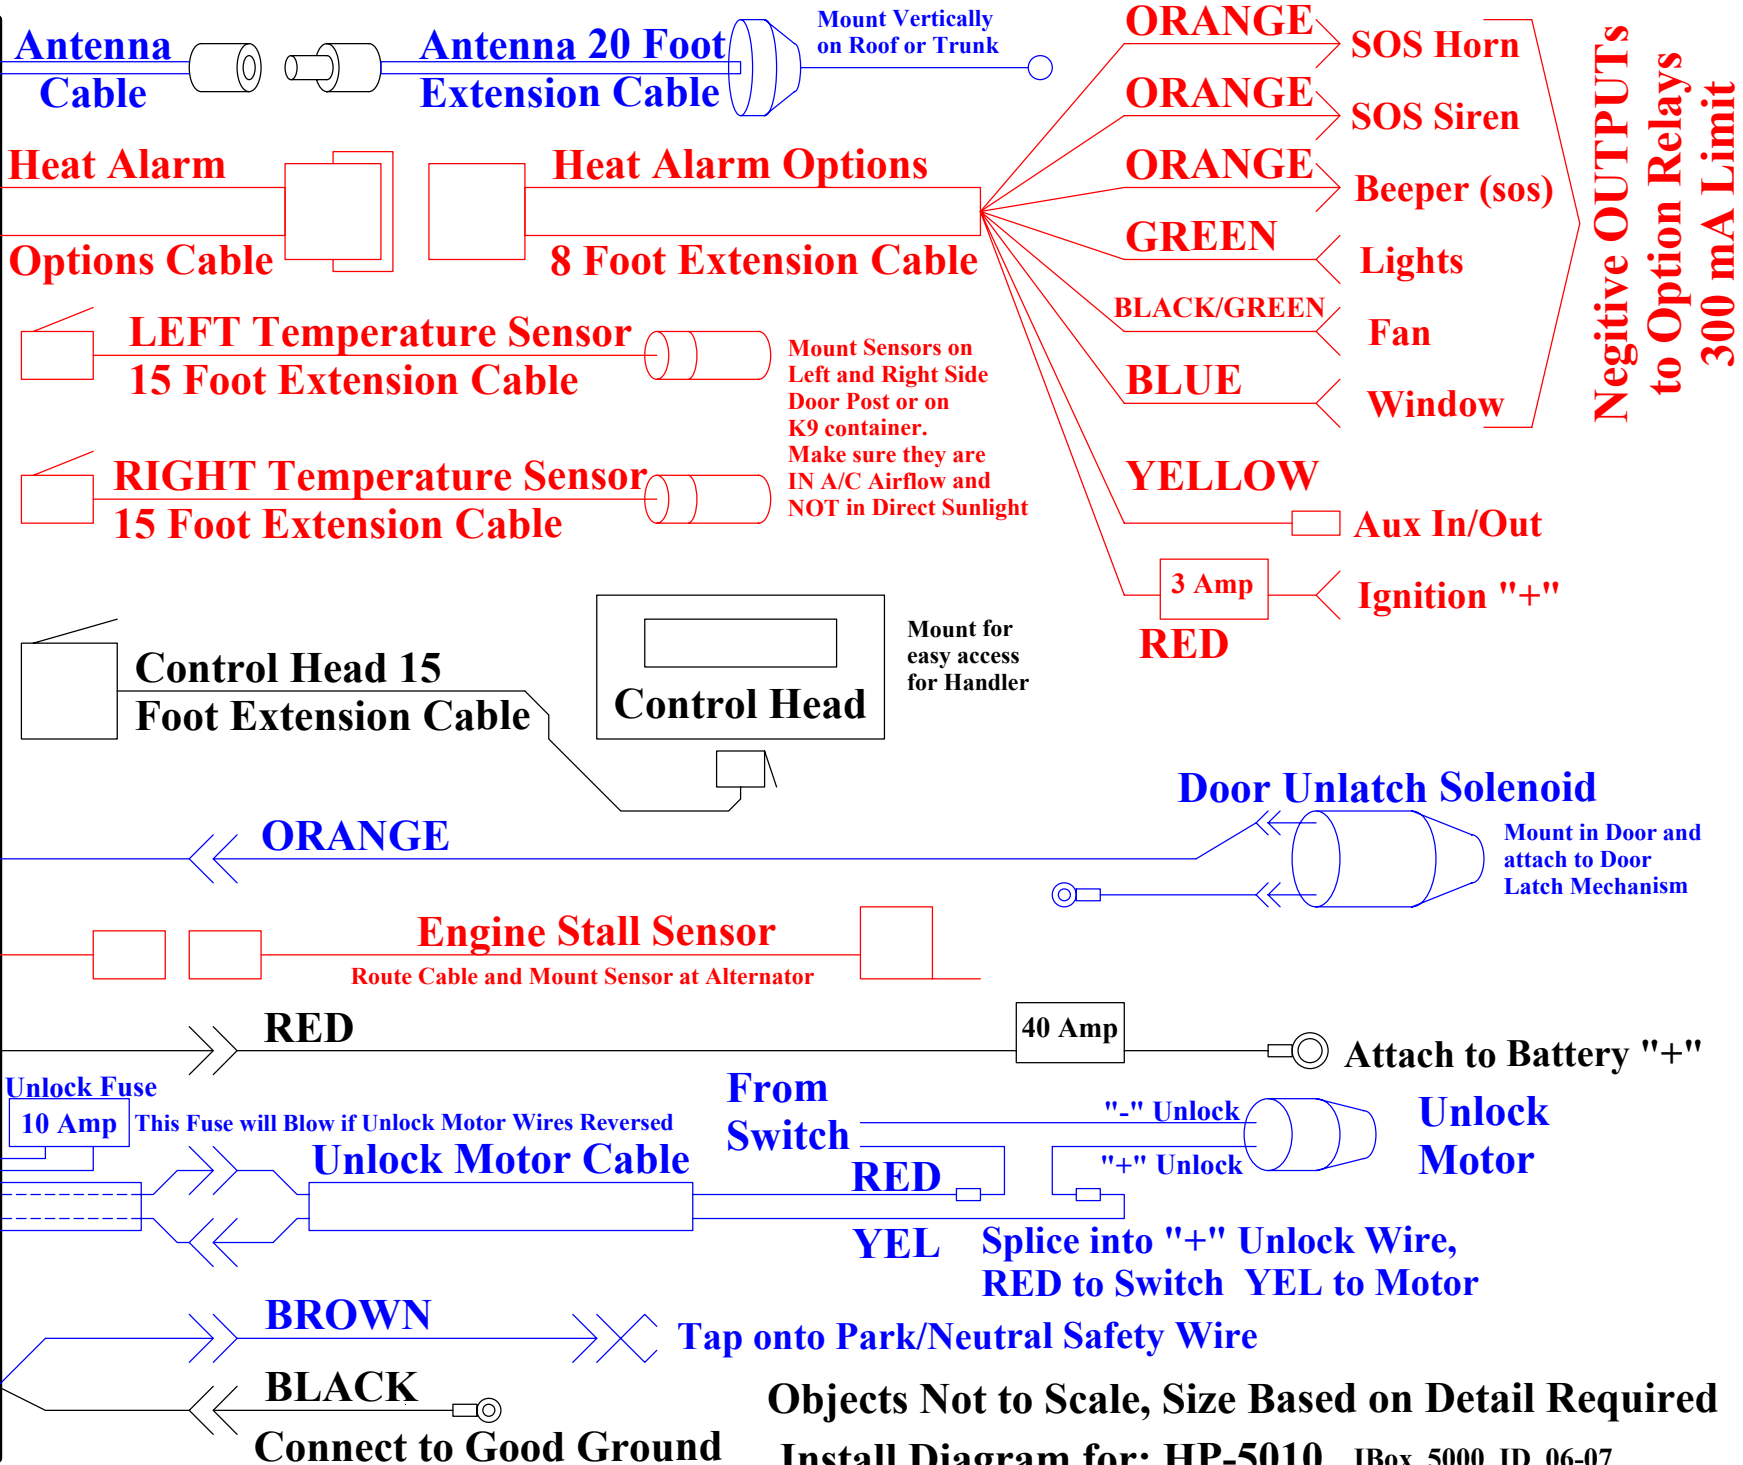 Antenna
Cable
Antenna 20 Foot
Extension Cable
Mount Vertically
on Roof or Trunk
ORANGE
SOS Horn
ORANGE
SOS Siren
ORANGE
Beeper (sos)
GREEN
Lights
BLACK/GREEN
Fan
BLUE
Window
Negitive OUTPUTs
to Option Relays
300 mA Limit
YELLOW
Aux In/Out
3 Amp
Ignition "+"
RED
Heat Alarm
Options Cable
Heat Alarm Options
8 Foot Extension Cable
LEFT Temperature Sensor
15 Foot Extension Cable
Mount Sensors on
Left and Right Side
Door Post or on
K9 container.
Make sure they are
IN A/C Airflow and
NOT in Direct Sunlight
RIGHT Temperature Sensor
15 Foot Extension Cable
Control Head 15
Foot Extension Cable
Control Head
Mount for
easy access
for Handler
Door Unlatch Solenoid
ORANGE
Mount in Door and
attach to Door
Latch Mechanism
Engine Stall Sensor
Route Cable and Mount Sensor at Alternator
RED
40 Amp
Attach to Battery "+"
Unlock Fuse
10 Amp
This Fuse will Blow if Unlock Motor Wires Reversed
Unlock Motor Cable
From
Switch
"-" Unlock
"+" Unlock
Unlock
Motor
RED
YEL
Splice into "+" Unlock Wire,
RED to Switch YEL to Motor
BROWN
Tap onto Park/Neutral Safety Wire
BLACK
Connect to Good Ground
Objects Not to Scale, Size Based on Detail Required
Install Diagram for: HP-5010 IBox_5000_ID_06-07